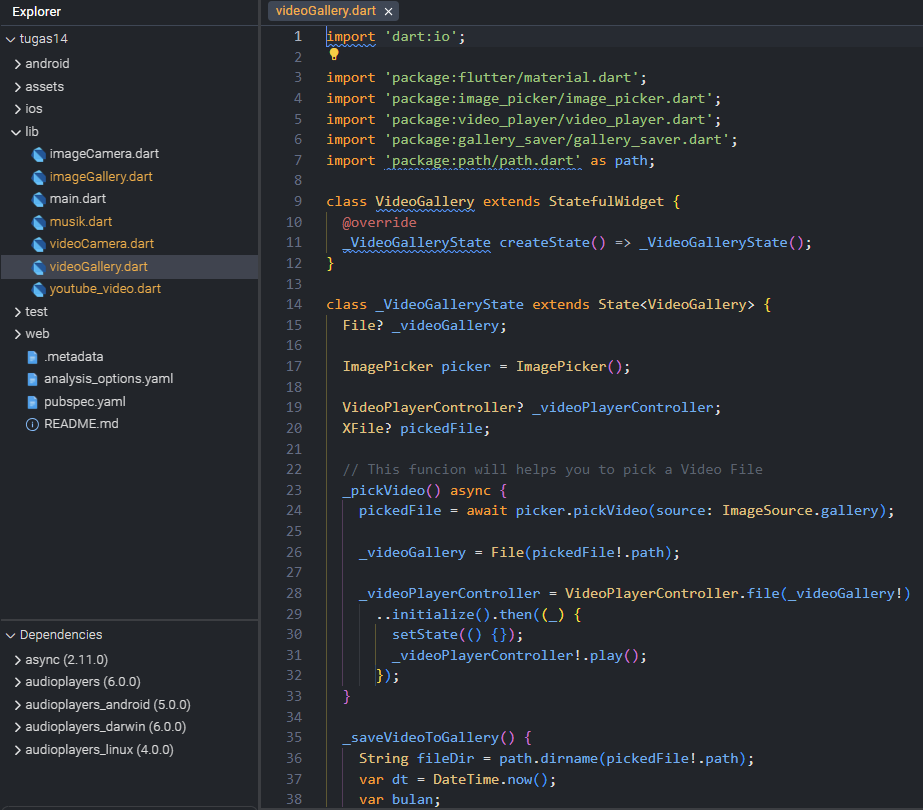 Explorer
tugas14
android
assets
ios
lib
imageCamera.dart
imageGallery.dart
main.dart
musik.dart
videoCamera.dart
videoGallery.dart
youtube_video.dart
test
web
.metadata
analysis_options.yaml
pubspec.yaml
README.md
Dependencies
async (2.11.0)
audioplayers (6.0.0)
audioplayers_android (5.0.0)
audioplayers_darwin (6.0.0)
audioplayers_linux (4.0.0)
videoGallery.dart ×
1 import 'dart:io';
2
3 import 'package:flutter/material.dart';
4 import 'package:image_picker/image_picker.dart';
5 import 'package:video_player/video_player.dart';
6 import 'package:gallery_saver/gallery_saver.dart';
7 import 'package:path/path.dart' as path;
8
9 class VideoGallery extends StatefulWidget {
10   @override
11   _VideoGalleryState createState() => _VideoGalleryState();
12 }
13
14 class _VideoGalleryState extends State<VideoGallery> {
15   File? _videoGallery;
16
17   ImagePicker picker = ImagePicker();
18
19   VideoPlayerController? _videoPlayerController;
20   XFile? pickedFile;
21
22   // This funcion will helps you to pick a Video File
23   _pickVideo() async {
24     pickedFile = await picker.pickVideo(source: ImageSource.gallery);
25
26     _videoGallery = File(pickedFile!.path);
27
28     _videoPlayerController = VideoPlayerController.file(_videoGallery!)
29       ..initialize().then((_) {
30         setState(() {});
31         _videoPlayerController!.play();
32       });
33   }
34
35   _saveVideoToGallery() {
36     String fileDir = path.dirname(pickedFile!.path);
37     var dt = DateTime.now();
38     var bulan;